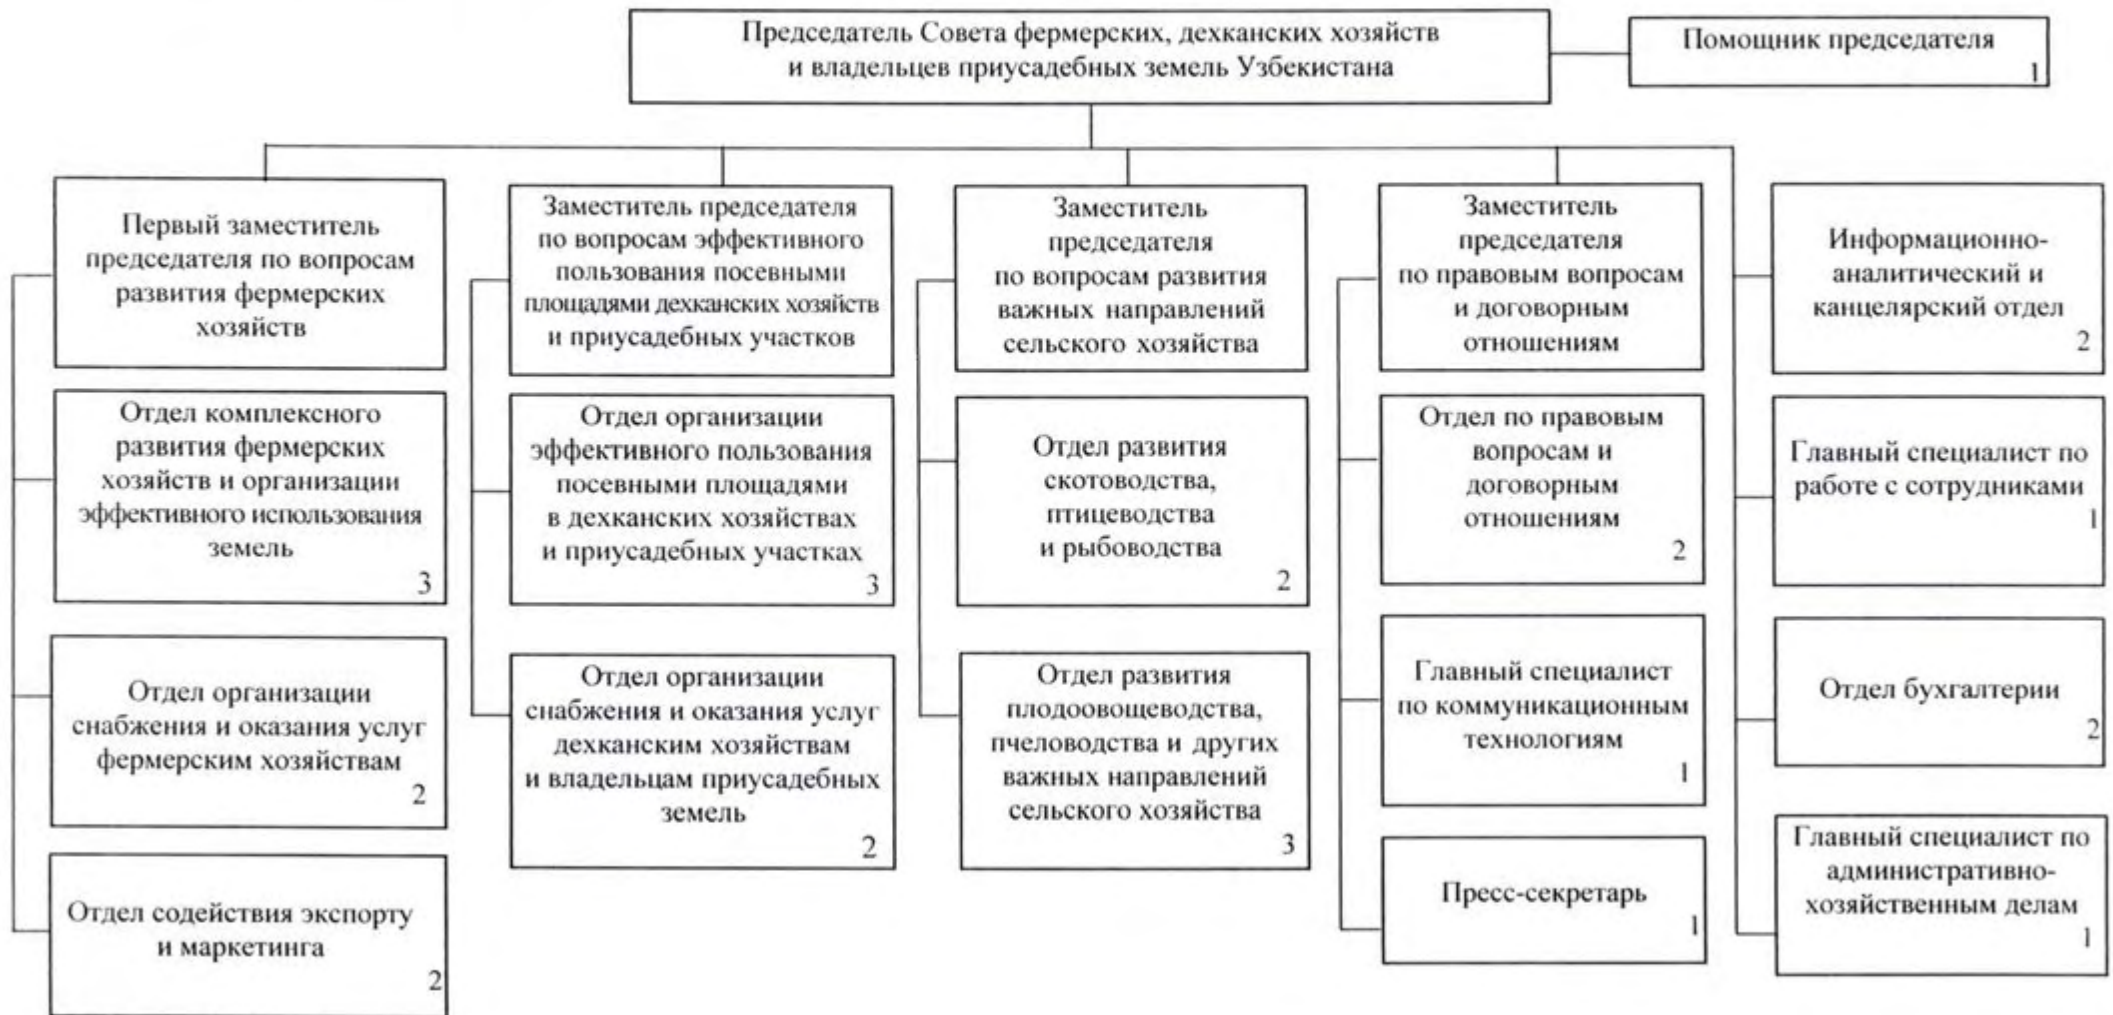 Председатель Совета фермерских, дехканских хозяйств
и владельцев приусадебных земель Узбекистана
Помощник председателя
1
Первый заместитель
председателя по вопросам
развития фермерских
хозяйств
Отдел комплексного
развития фермерских
хозяйств и организации
эффективного использования
земель
3
Отдел организации
снабжения и оказания услуг
фермерским хозяйствам
2
Отдел содействия экспорту
и маркетинга
2
Заместитель председателя
по вопросам эффективного
пользования посевными
площадями дехканских хозяйств
и приусадебных участков
Отдел организации
эффективного пользования
посевными площадями
в дехканских хозяйствах
и приусадебных участках
3
Отдел организации
снабжения и оказания услуг
дехканским хозяйствам
и владельцам приусадебных
земель
2
Заместитель
председателя
по вопросам развития
важных направлений
сельского хозяйства
Отдел развития
скотоводства,
птицеводства
и рыбоводства
2
Отдел развития
плодоовощеводства,
пчеловодства и других
важных направлений
сельского хозяйства
3
Заместитель
председателя
по правовым вопросам
и договорным
отношениям
Отдел по правовым
вопросам и
договорным
отношениям
2
Главный специалист
по коммуникационным
технологиям
1
Пресс-секретарь
1
Информационно-
аналитический и
канцелярский отдел
2
Главный специалист по
работе с сотрудниками
1
Отдел бухгалтерии
2
Главный специалист по
административно-
хозяйственным делам
1